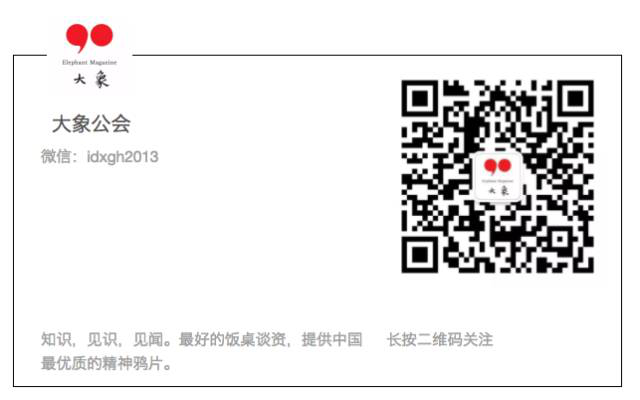 Elephant Magazine
大象
大象公会
微信：idxgh2013
Elephant Magazine
大象
知识，见识，见闻。最好的饭桌谈资，提供中国
最优质的精神鸦片。
长按二维码关注